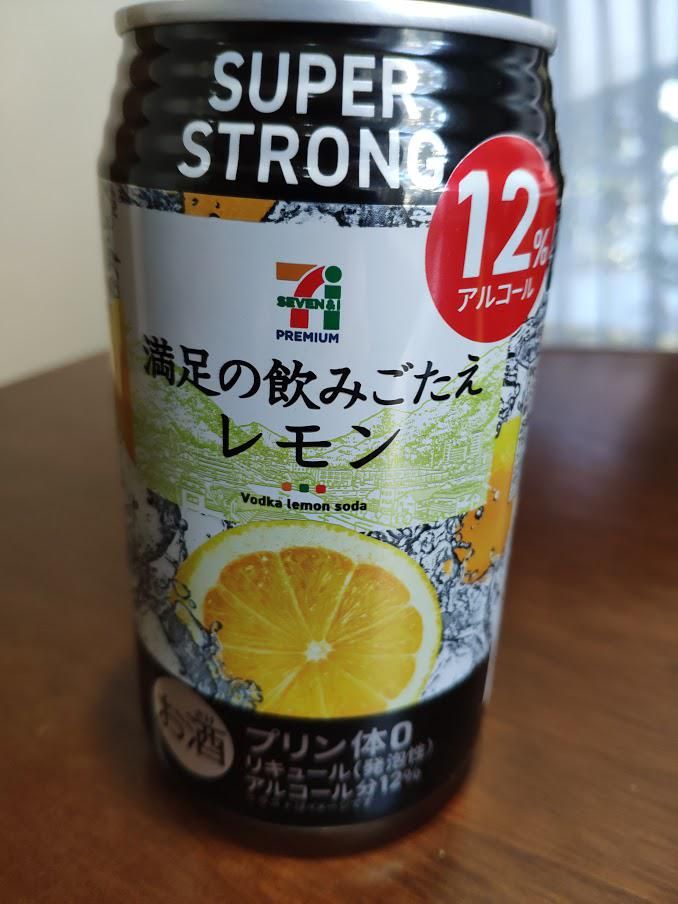 SUPER
STRONG
12%
アルコール
SEVEN&i
PREMIUM
満足の飲みごたえ
レモン
Vodka lemon soda
お酒
プリン体0
リキュール(発泡性)
アルコール分12%